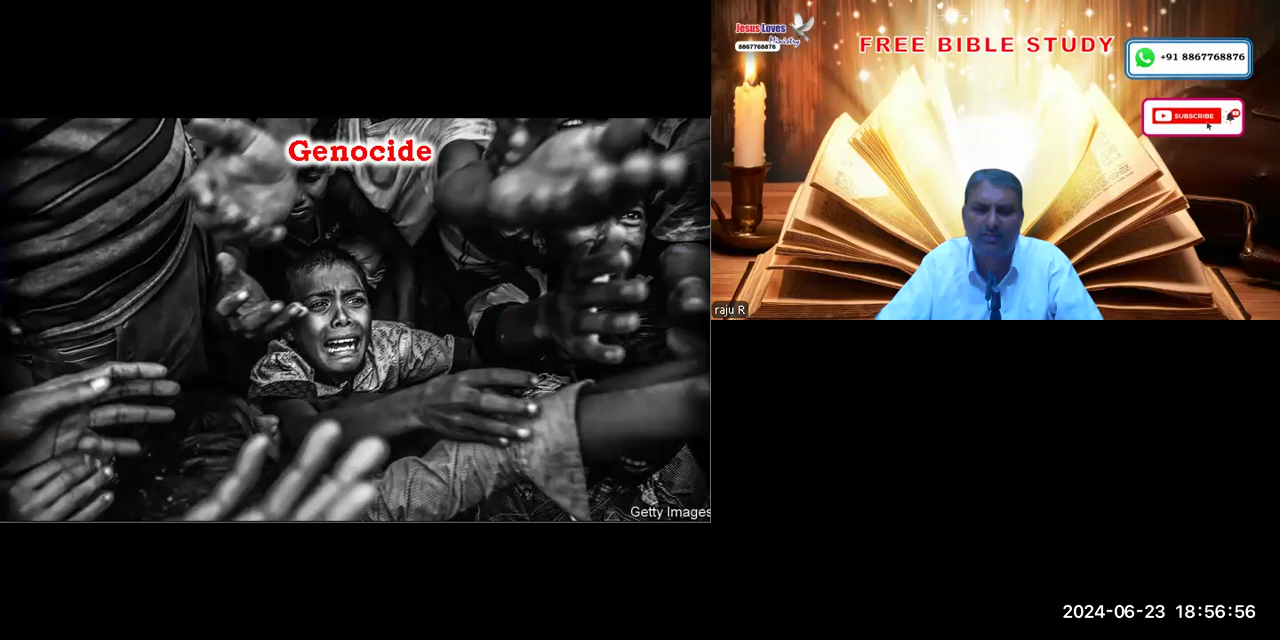 Genocide
Getty Images
Jesus Loves
Ministry
8867768876
FREE BIBLE STUDY
+91 8867768876
SUBSCRIBE
raju R
2024-06-23 18:56:56